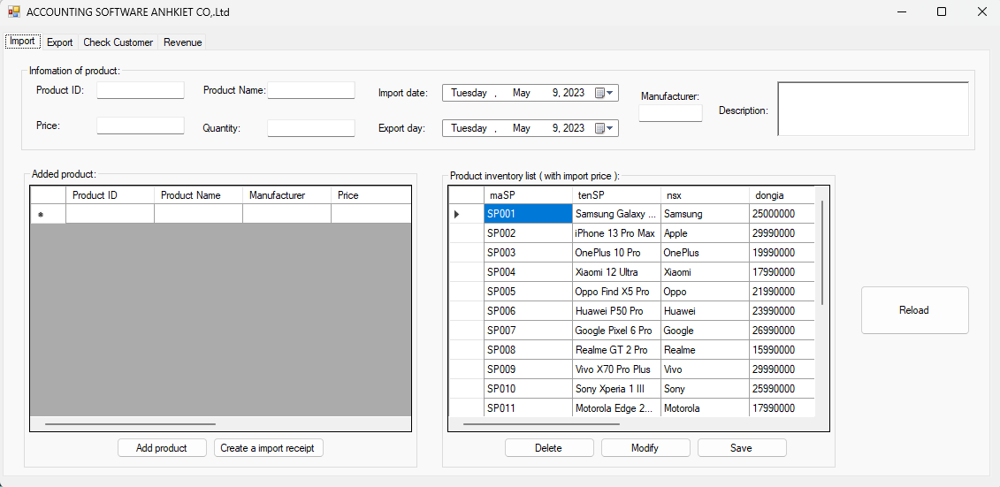 ACCOUNTING SOFTWARE ANHKIET CO,.Ltd
Import Export Check Customer Revenue
Infomation of product:
Product ID: Product Name: Import date: Tuesday , May 9, 2023 Manufacturer: Description:
Price: Quantity: Export day: Tuesday , May 9, 2023
Added product:
Product ID Product Name Manufacturer Price
Add product Create a import receipt
Product inventory list ( with import price ):
maSP tenSP nsx dongia
SP001 Samsung Galaxy ... Samsung 25000000
SP002 iPhone 13 Pro Max Apple 29990000
SP003 OnePlus 10 Pro OnePlus 19990000
SP004 Xiaomi 12 Ultra Xiaomi 17990000
SP005 Oppo Find X5 Pro Oppo 21990000
SP006 Huawei P50 Pro Huawei 23990000
SP007 Google Pixel 6 Pro Google 26990000
SP008 Realme GT 2 Pro Realme 15990000
SP009 Vivo X70 Pro Plus Vivo 29990000
SP010 Sony Xperia 1 III Sony 25990000
SP011 Motorola Edge 2... Motorola 17990000
Delete Modify Save
Reload